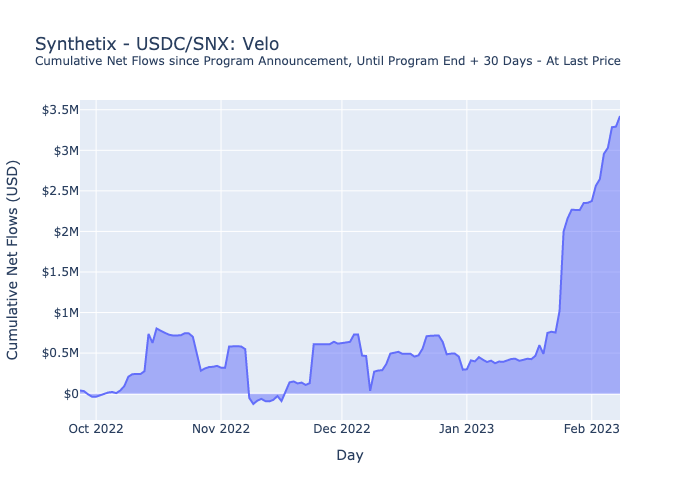 Synthetix - USDC/SNX: Velo
Cumulative Net Flows since Program Announcement, Until Program End + 30 Days - At Last Price
Cumulative Net Flows (USD)
$3.5M
$3M
$2.5M
$2M
$1.5M
$1M
$0.5M
$0
Oct 2022
Nov 2022
Dec 2022
Jan 2023
Feb 2023
Day